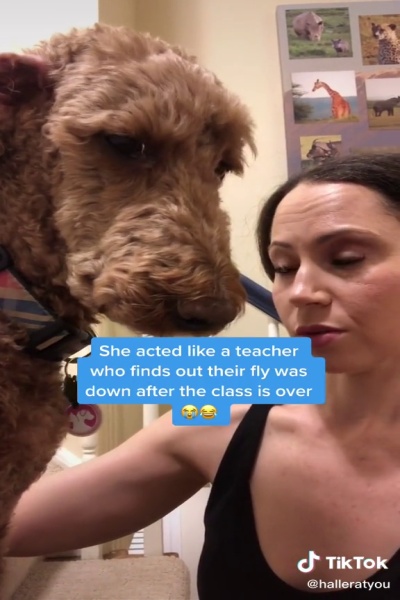 She acted like a teacher
who finds out their fly was
down after the class is over
😭😂
TikTok
@halleratyou